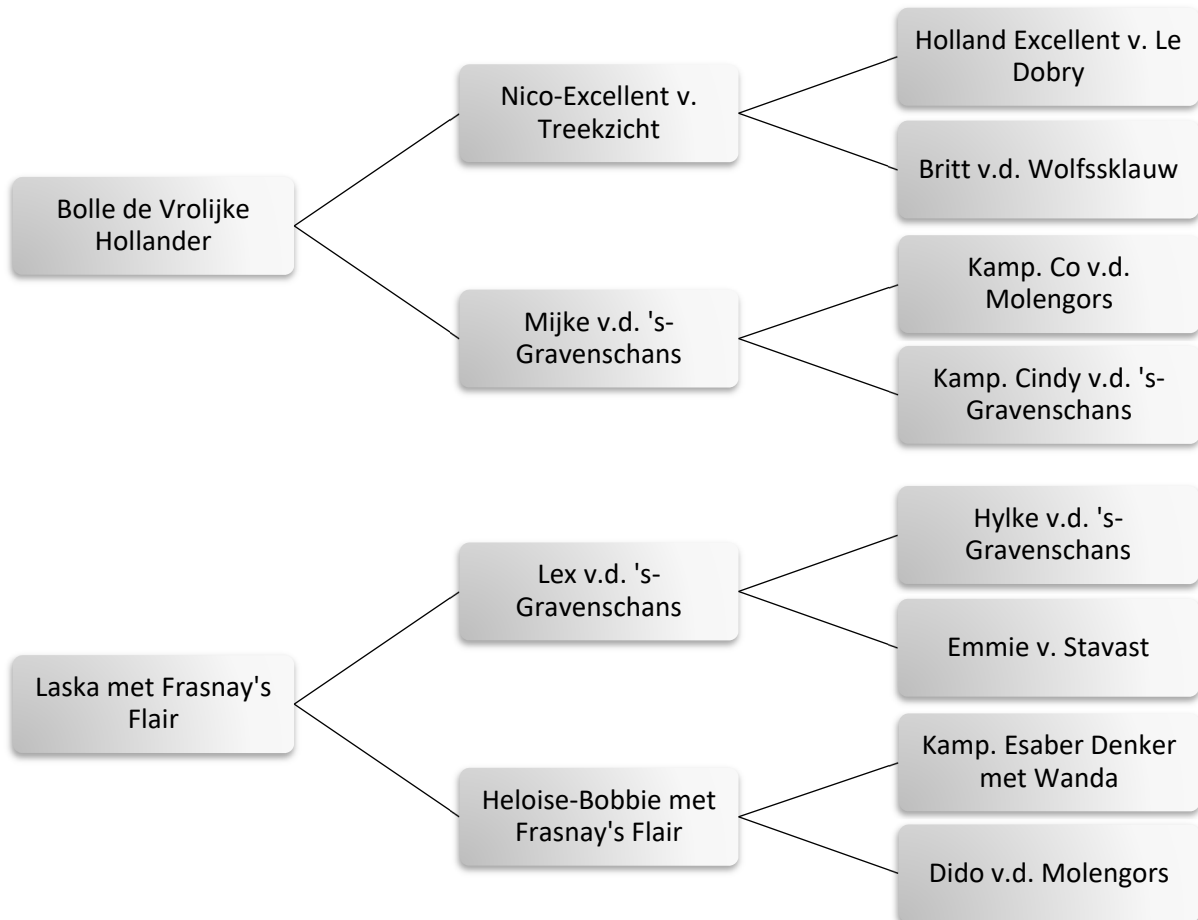 Holland Excellent v. Le
Dobry
Nico-Excellent v.
Treekzicht
Britt v.d. Wolfssklauw
Bolle de Vrolijke
Hollander
Kamp. Co v.d.
Molengors
Mijke v.d. 's-
Gravenschans
Kamp. Cindy v.d. 's-
Gravenschans
Hylke v.d. 's-
Gravenschans
Lex v.d. 's-
Gravenschans
Emmie v. Stavast
Laska met Frasnay's
Flair
Kamp. Esaber Denker
met Wanda
Heloise-Bobbie met
Frasnay's Flair
Dido v.d. Molengors